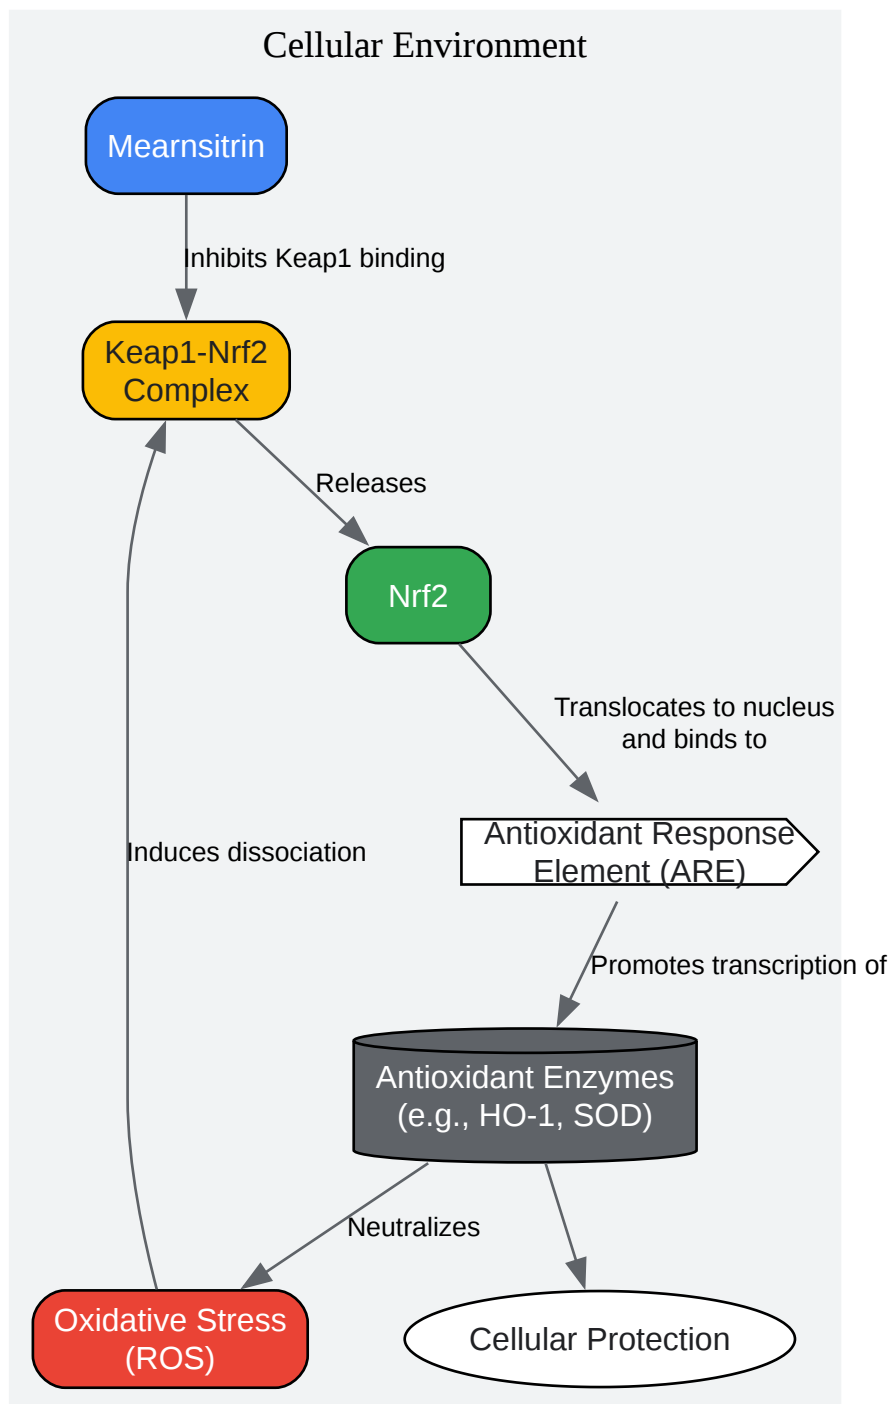 Cellular Environment
Mearnsitrin
Inhibits Keap1 binding
Keap1-Nrf2
Complex
Releases
Nrf2
Translocates to nucleus
and binds to
Induces dissociation
Antioxidant Response
Element (ARE)
Promotes transcription of
Antioxidant Enzymes
(e.g., HO-1, SOD)
Neutralizes
Oxidative Stress
(ROS)
Cellular Protection